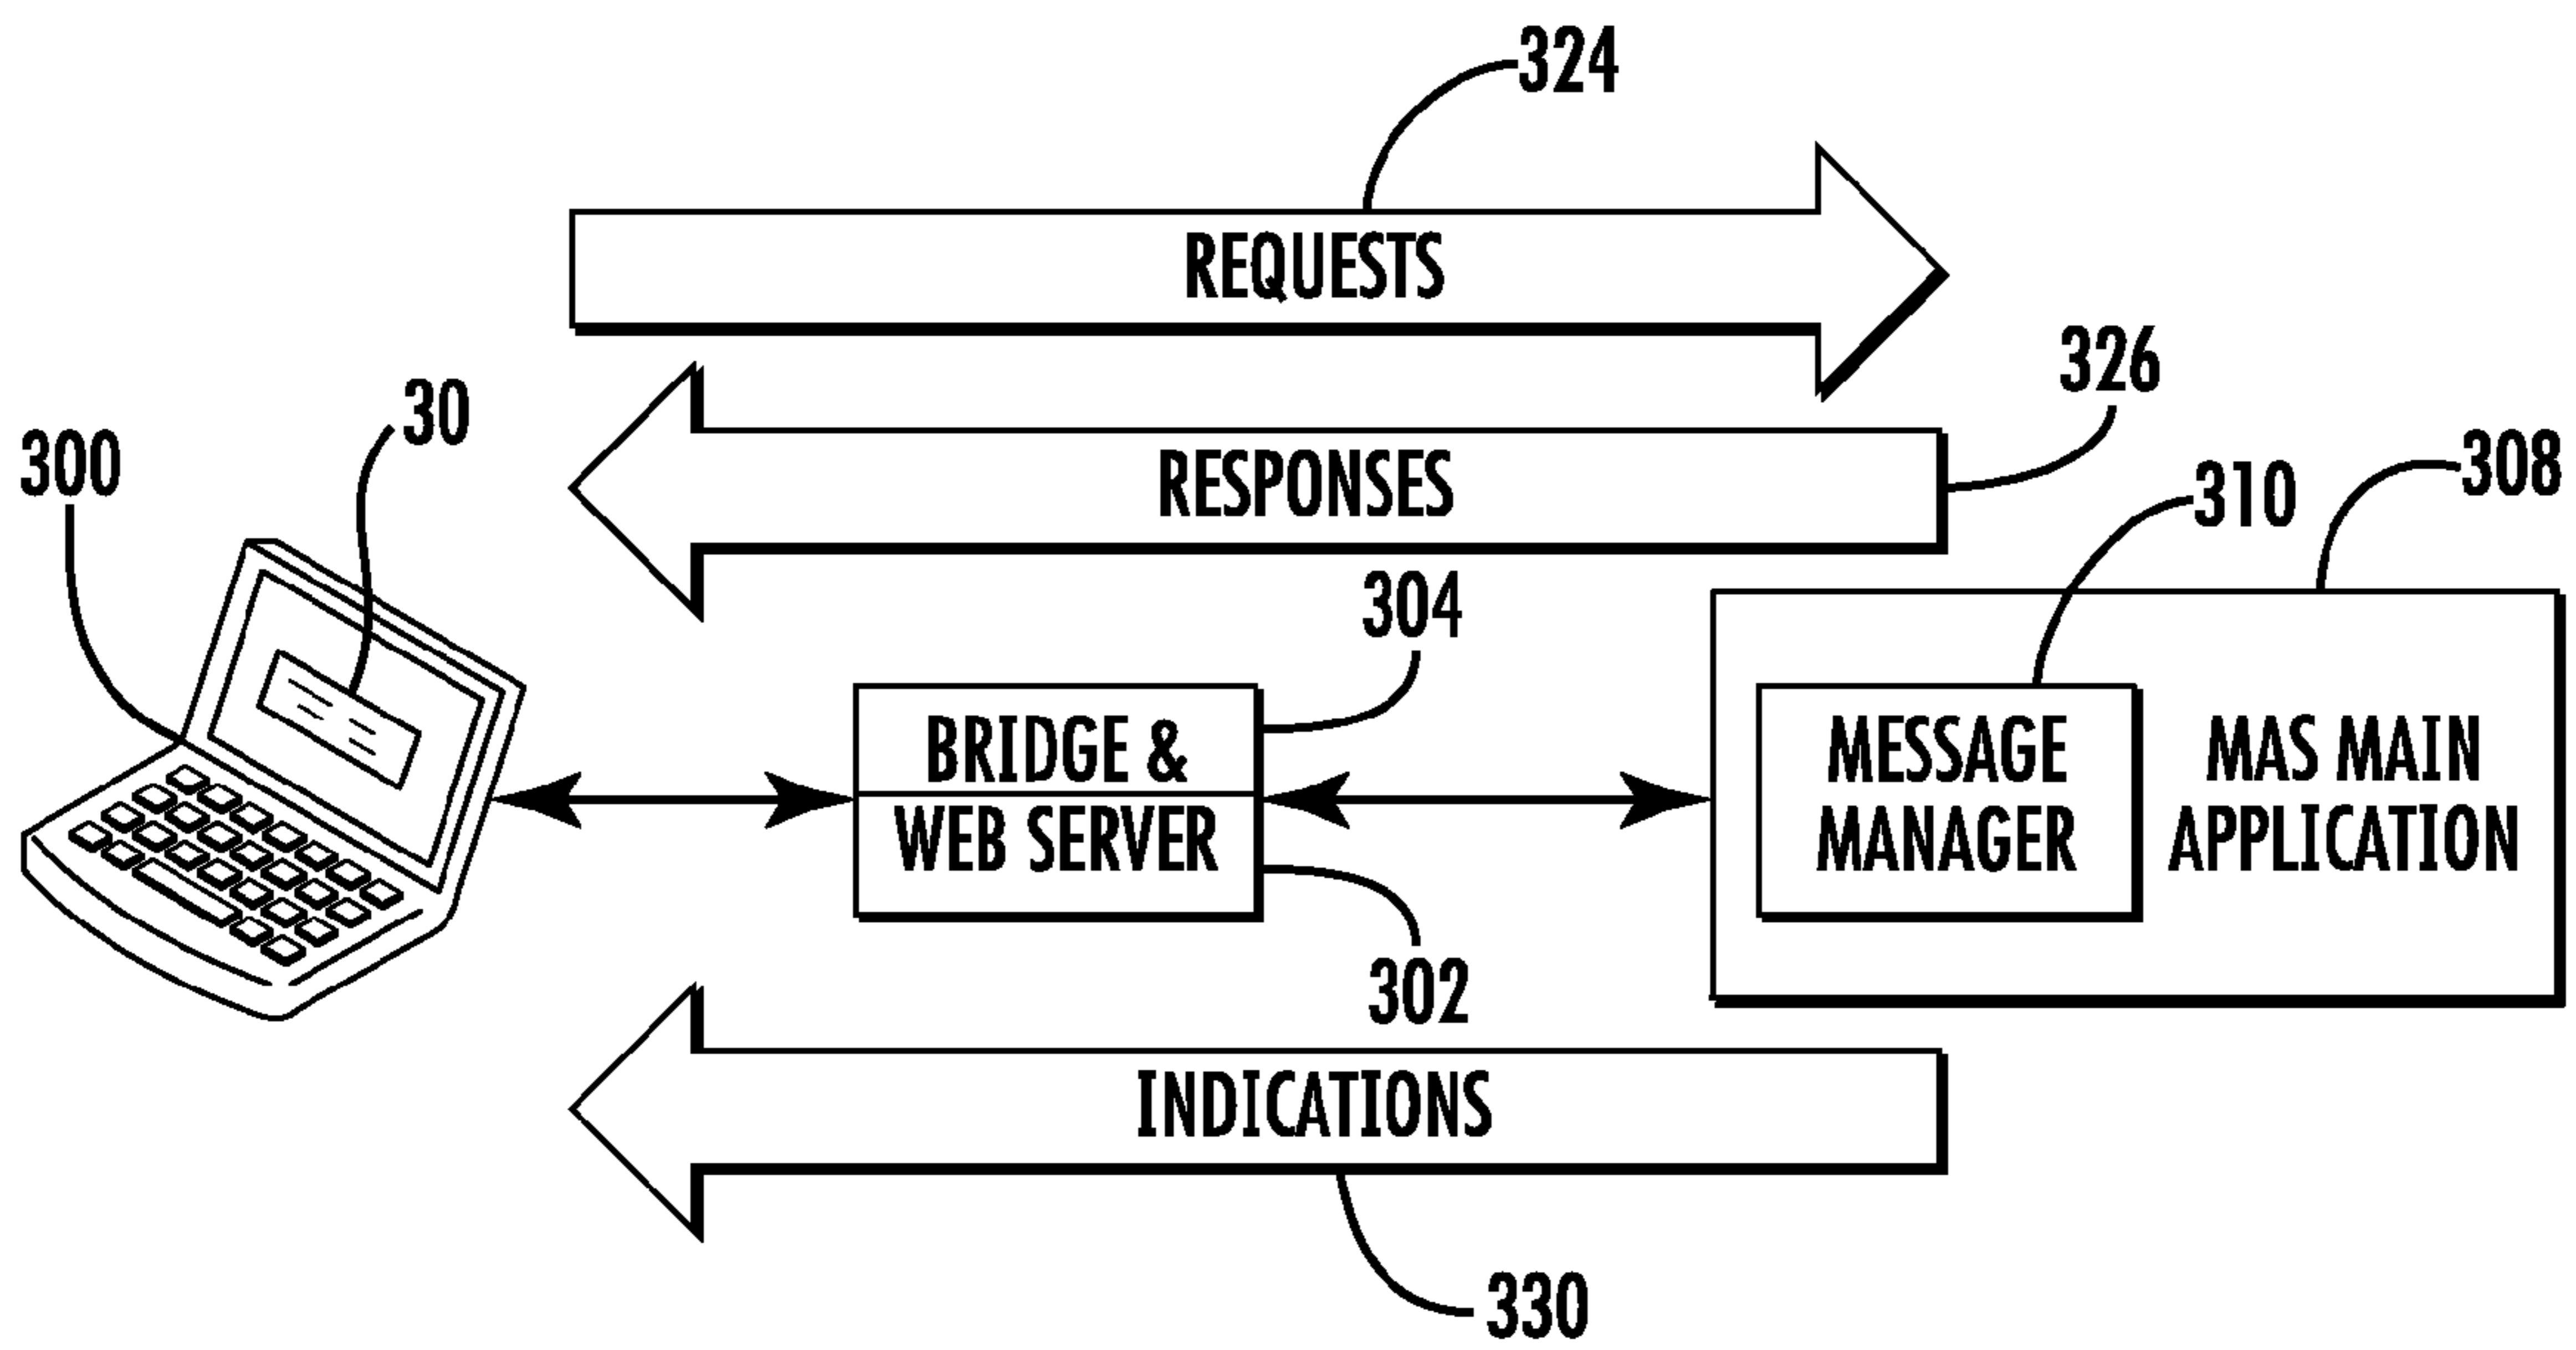 324
REQUESTS
326
RESPONSES
30
300
308
310
304
BRIDGE &
WEB SERVER
MESSAGE
MANAGER
MAS MAIN
APPLICATION
302
INDICATIONS
330